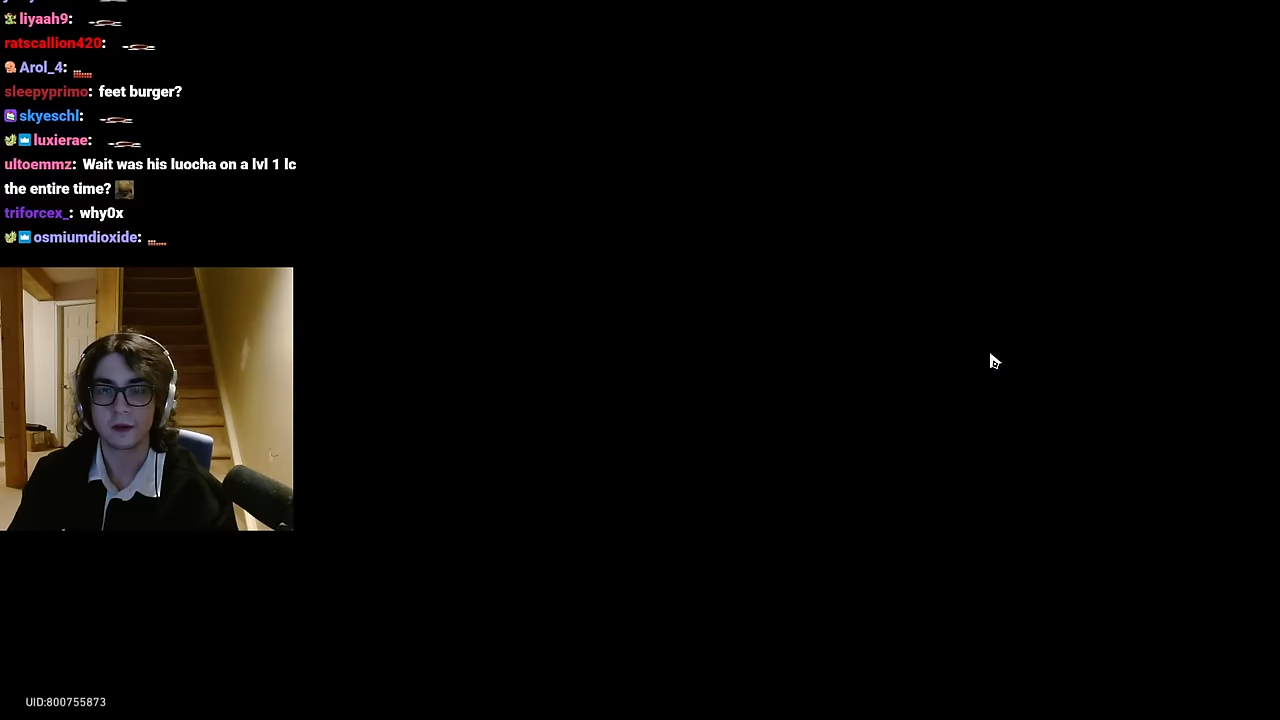 liyaah9:
ratscallion420:
Arol_4:
sleepyprimo: feet burger?
skyeschl:
luxierae:
ultoemmz: Wait was his luocha on a lvl 1 lc
the entire time?
triforcex_: why0x
osmiumdioxide:
UID:800755873